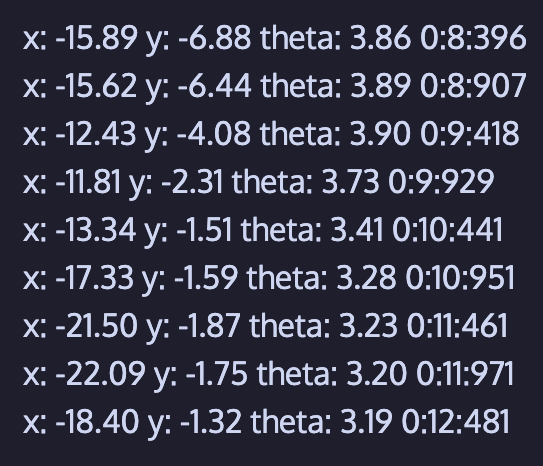 x: -15.89 y: -6.88 theta: 3.86 0:8:396
x: -15.62 y: -6.44 theta: 3.89 0:8:907
x: -12.43 y: -4.08 theta: 3.90 0:9:418
x: -11.81 y: -2.31 theta: 3.73 0:9:929
x: -13.34 y: -1.51 theta: 3.41 0:10:441
x: -17.33 y: -1.59 theta: 3.28 0:10:951
x: -21.50 y: -1.87 theta: 3.23 0:11:461
x: -22.09 y: -1.75 theta: 3.20 0:11:971
x: -18.40 y: -1.32 theta: 3.19 0:12:481